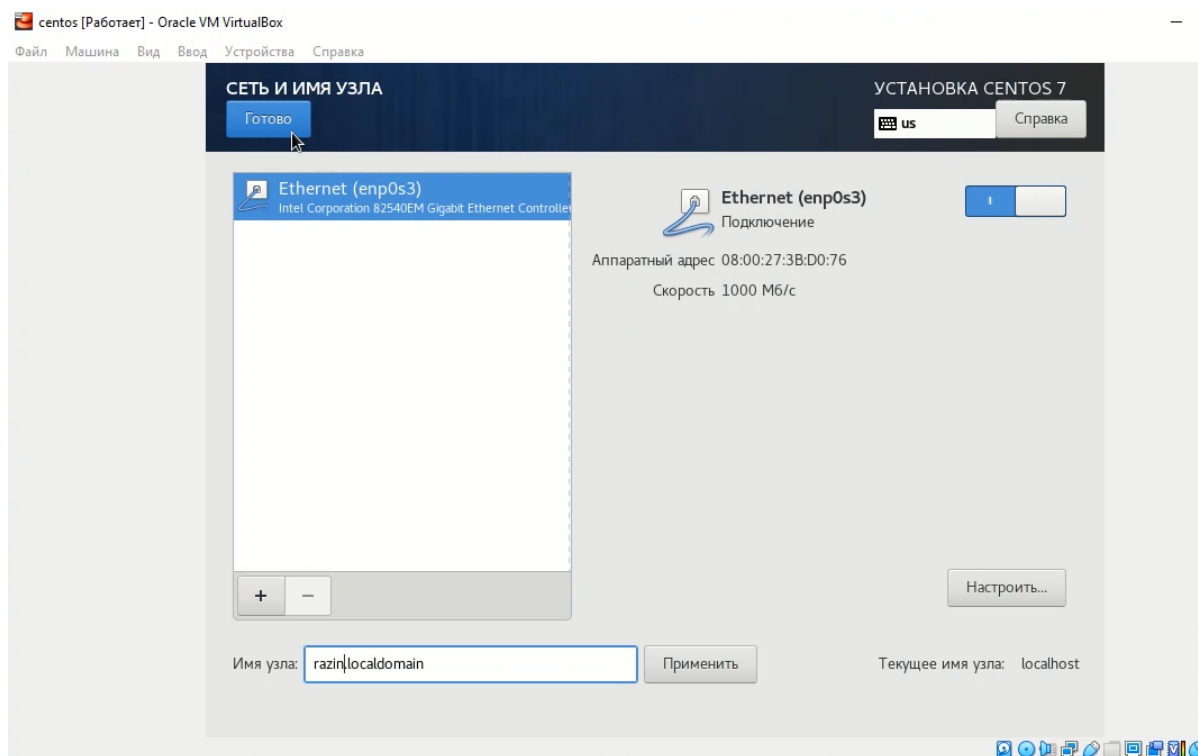 centos [Работает] - Oracle VM VirtualBox
Файл Машина Вид Ввод Устройства Справка
СЕТЬ И ИМЯ УЗЛА
УСТАНОВКА CENTOS 7
Готово
us
Справка
Ethernet (enp0s3)
Intel Corporation 82540EM Gigabit Ethernet Controller
Ethernet (enp0s3)
Подключение
Аппаратный адрес 08:00:27:3B:D0:76
Скорость 1000 Мб/с
+ −
Настроить...
Имя узла: razin.localdomain
Применить
Текущее имя узла: localhost